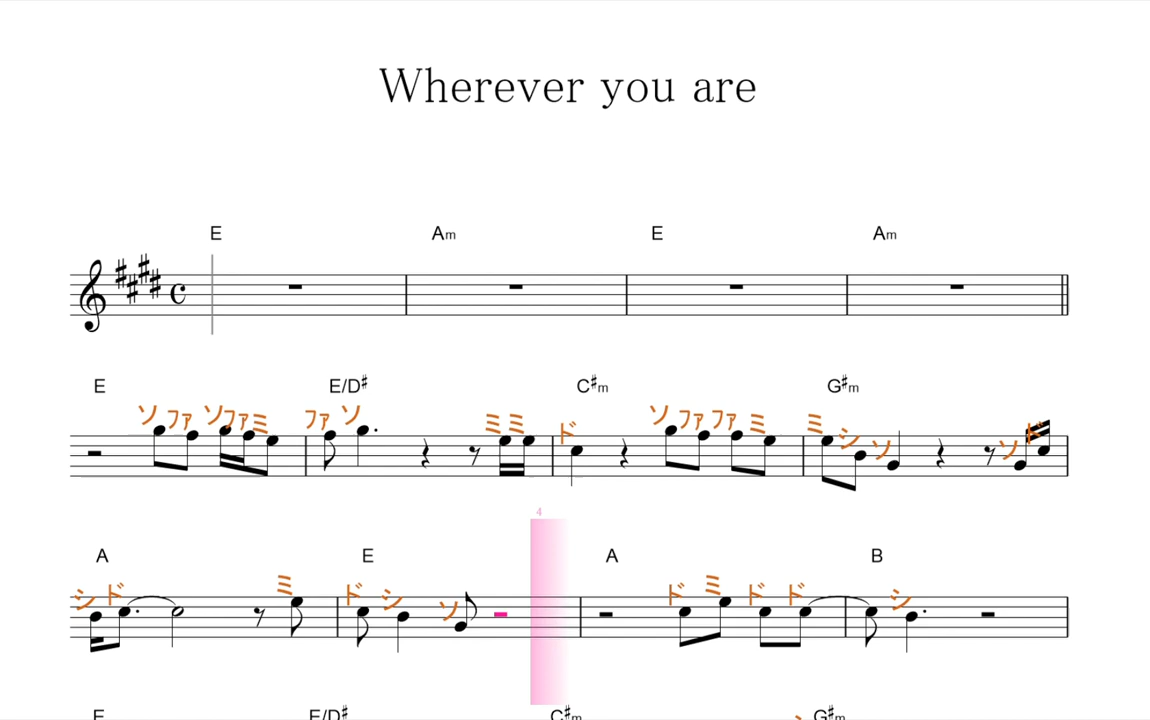 Wherever you are
E Am E Am
E E/D♯ C♯m G♯m
ソ ファ ソ ファ ミ ファ ソ ミ ミ ド ソ ファ ファ ミ ミ シ ソ ソ ド
4
A E A B
シ ド ミ ド シ ソ ド ミ ド ド シ
E E/D♯ C♯m G♯m